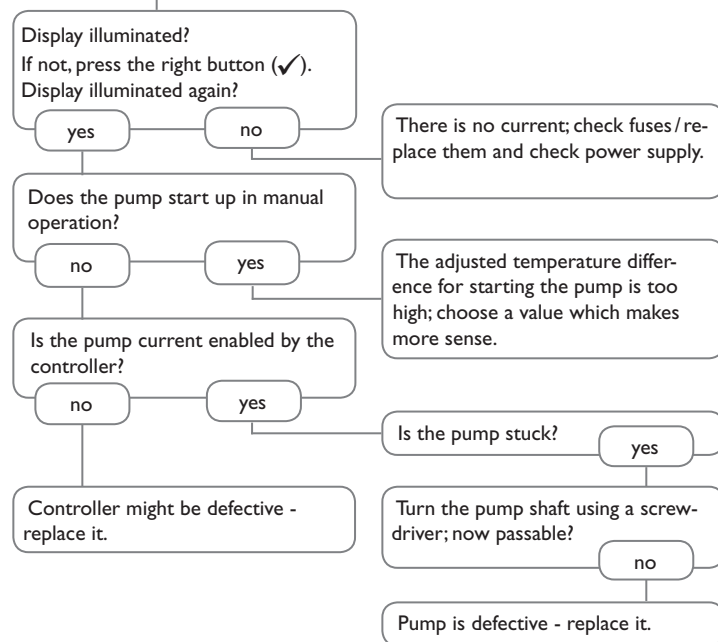 Display illuminated?
If not, press the right button (✓).
Display illuminated again?
yes
no
There is no current; check fuses/re-
place them and check power supply.
Does the pump start up in manual
operation?
no
yes
The adjusted temperature differ-
ence for starting the pump is too
high; choose a value which makes
more sense.
Is the pump current enabled by the
controller?
no
yes
Is the pump stuck?
yes
Controller might be defective -
replace it.
Turn the pump shaft using a screw-
driver; now passable?
no
Pump is defective - replace it.